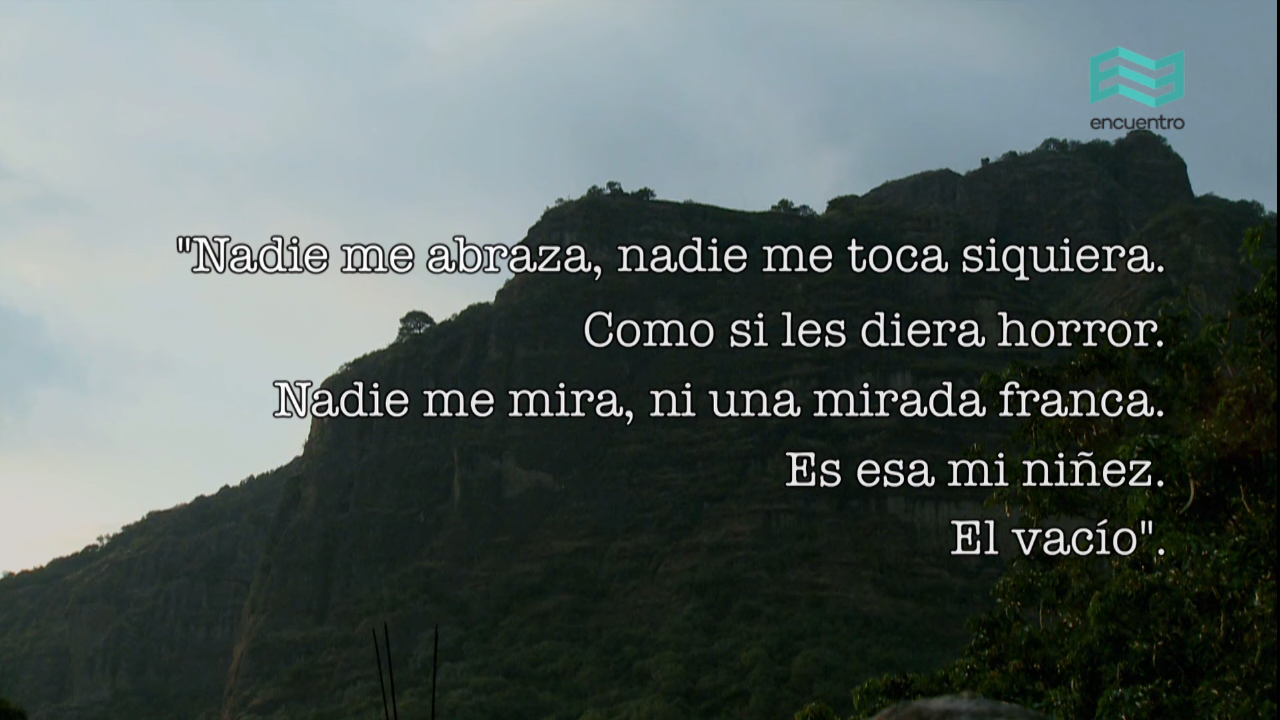 encuentro
"Nadie me abraza, nadie me toca siquiera.
Como si les diera horror.
Nadie me mira, ni una mirada franca.
Es esa mi niñez.
El vacío".